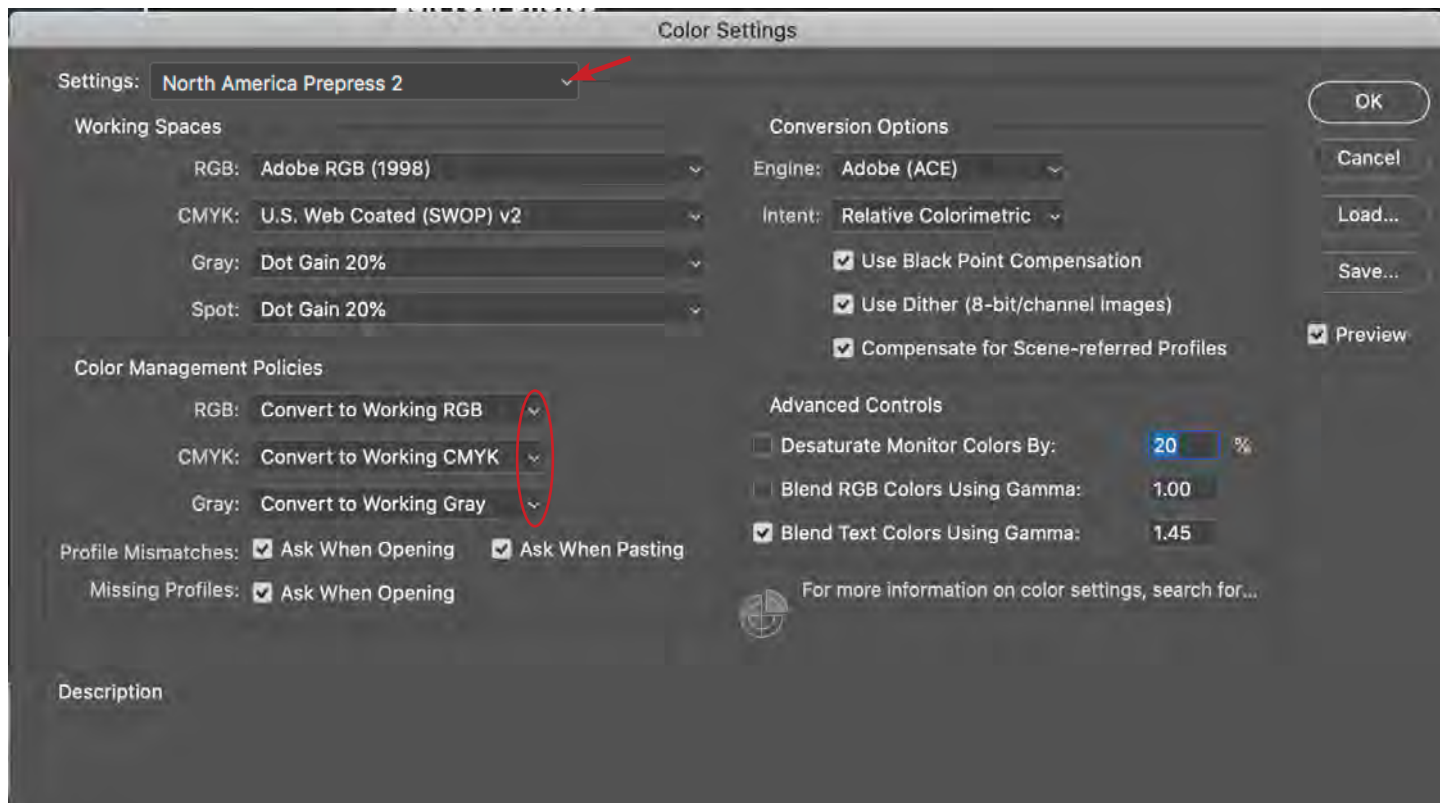 Color Settings
Settings: North America Prepress 2
Working Spaces
RGB: Adobe RGB (1998)
CMYK: U.S. Web Coated (SWOP) v2
Gray: Dot Gain 20%
Spot: Dot Gain 20%
Color Management Policies
RGB: Convert to Working RGB
CMYK: Convert to Working CMYK
Gray: Convert to Working Gray
Profile Mismatches: Ask When Opening Ask When Pasting
Missing Profiles: Ask When Opening
Conversion Options
Engine: Adobe (ACE)
Intent: Relative Colorimetric
Use Black Point Compensation
Use Dither (8-bit/channel images)
Compensate for Scene-referred Profiles
Advanced Controls
Desaturate Monitor Colors By: 20 %
Blend RGB Colors Using Gamma: 1.00
Blend Text Colors Using Gamma: 1.45
For more information on color settings, search for...
OK
Cancel
Load...
Save...
Preview
Description